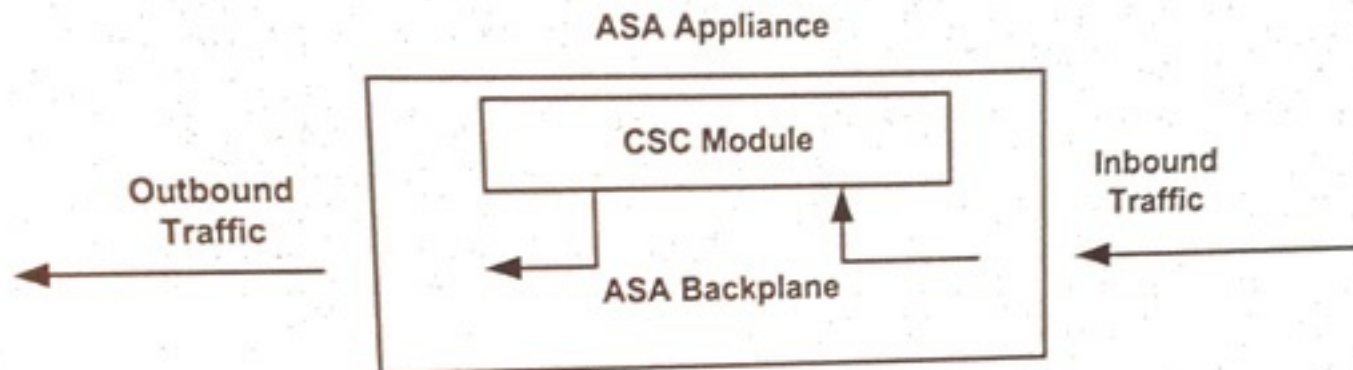 ASA Appliance
CSC Module
Inbound
Traffic
Outbound
Traffic
ASA Backplane